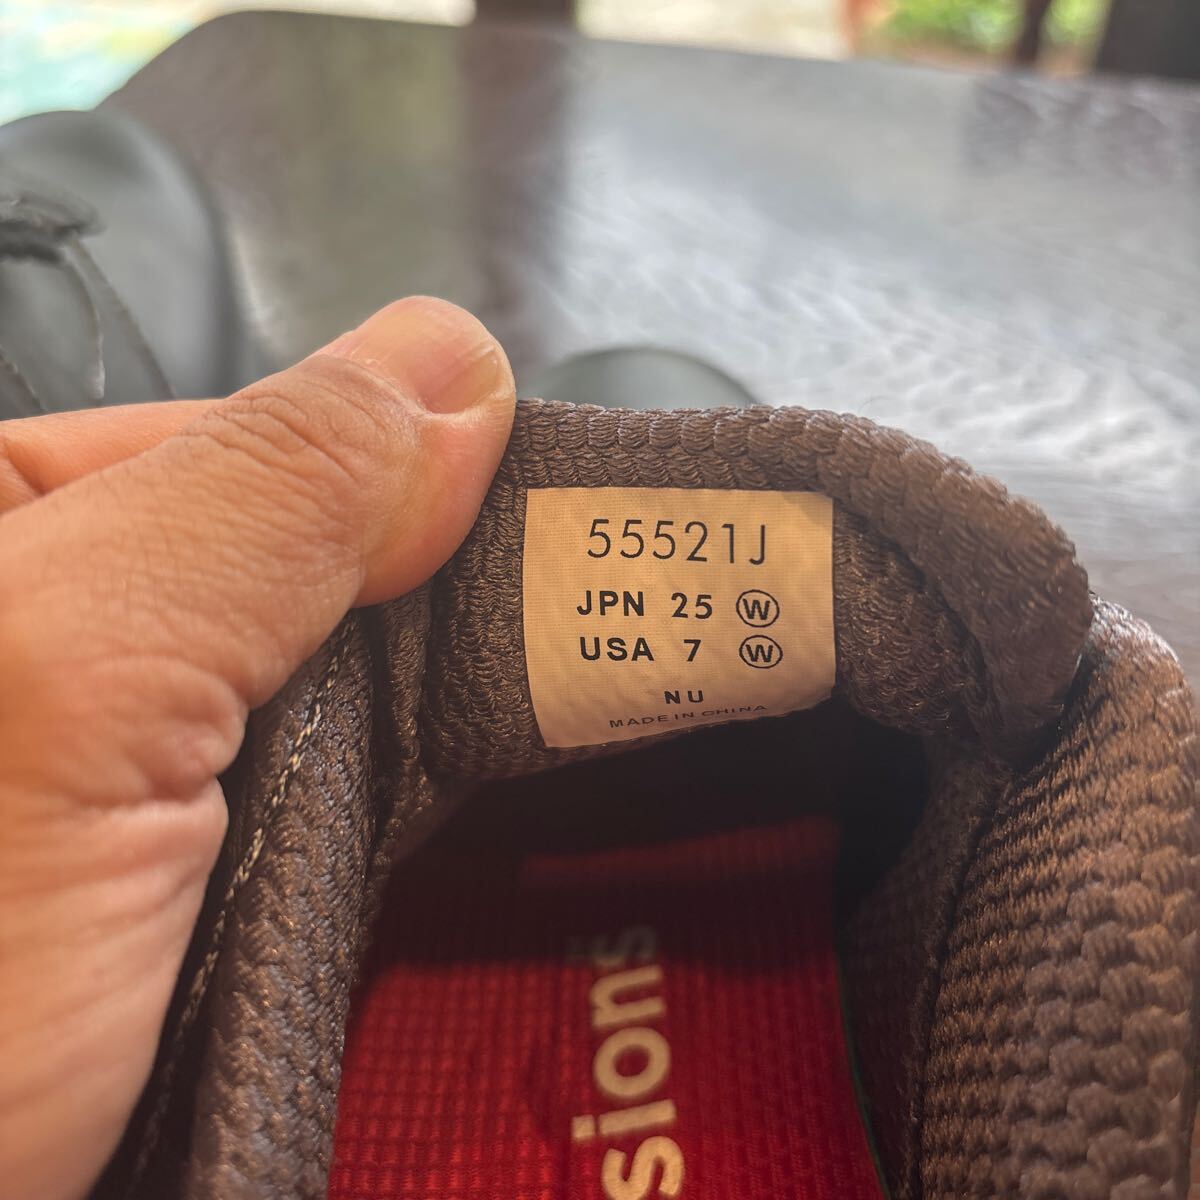 55521J
JPN 25 Ⓦ
USA 7 Ⓦ
NU
MADE IN CHINA
sions